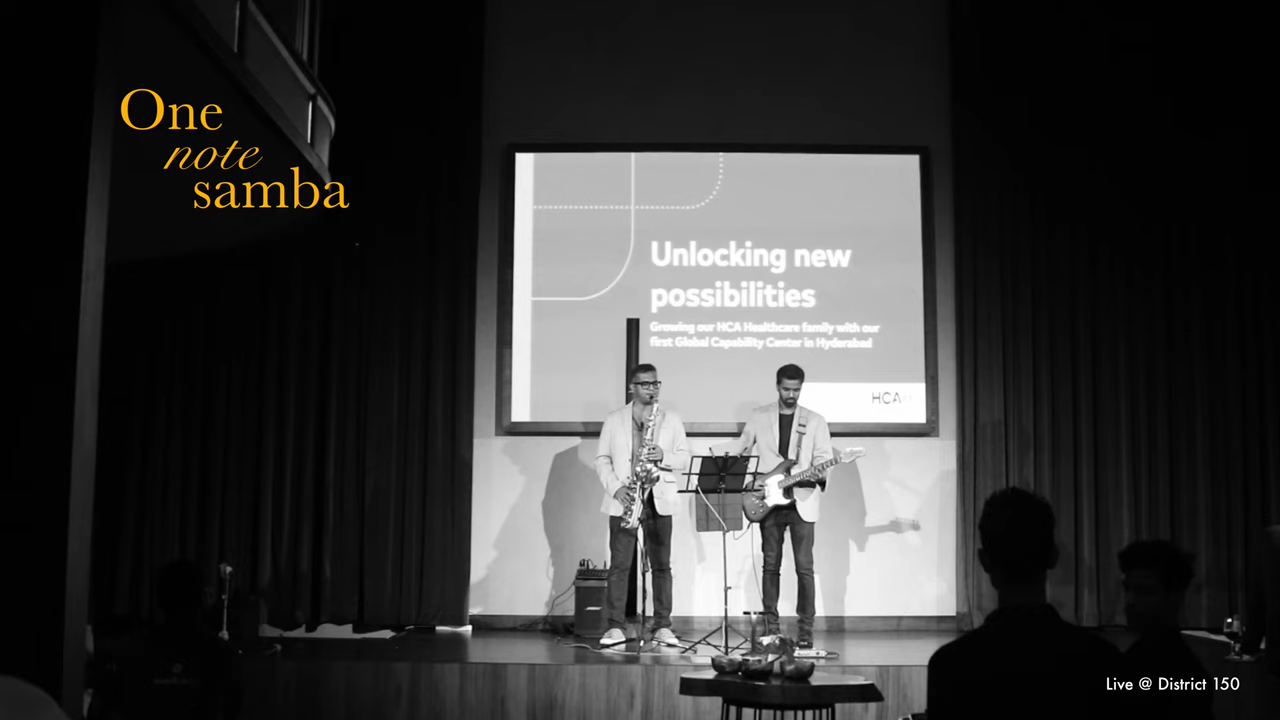 One
note
samba
Unlocking new
possibilities
Growing our HCA Healthcare family with our
first Global Capability Center in Hyderabad
HCA
Live @ District 150